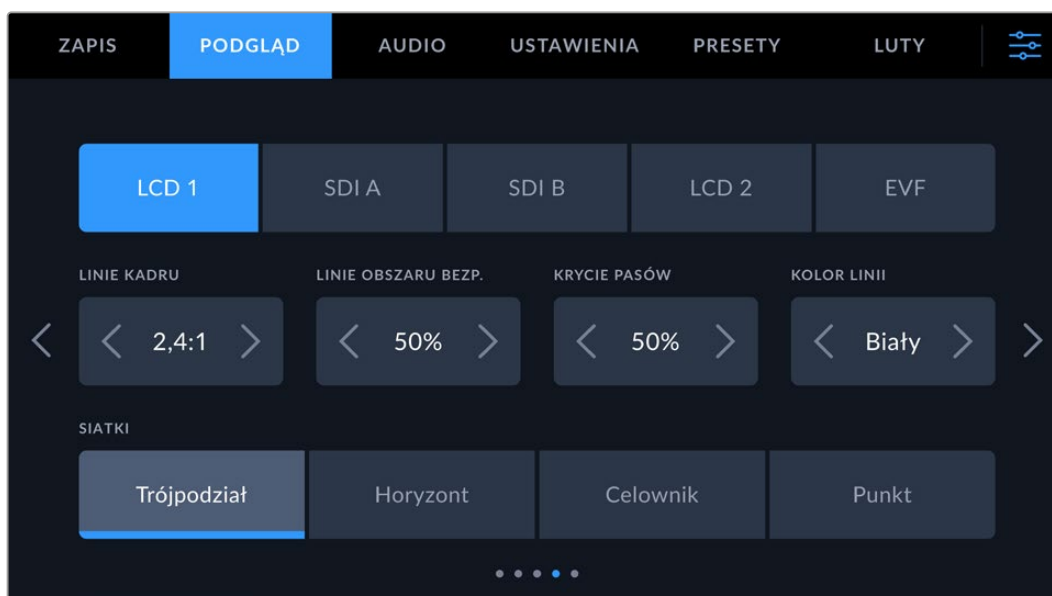 ZAPIS PODGLĄD AUDIO USTAWIENIA PRESETY LUTY
LCD 1 SDI A SDI B LCD 2 EVF
LINIE KADRU LINIE OBSZARU BEZP. KRYCIE PASÓW KOLOR LINII
2,4:1 50% 50% Biały
SIATKI
Trójpodział Horyzont Celownik Punkt